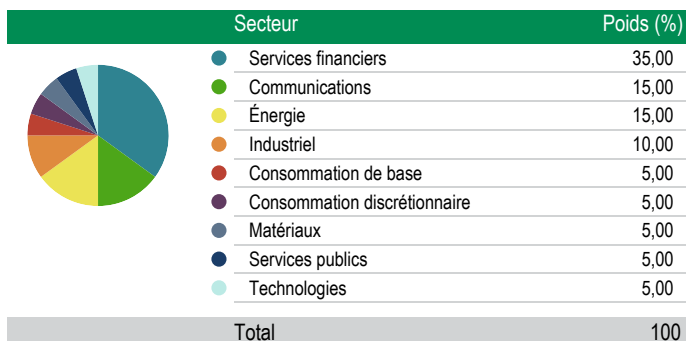 Secteur Poids (%)
Services financiers 35,00
Communications 15,00
Énergie 15,00
Industriel 10,00
Consommation de base 5,00
Consommation discrétionnaire 5,00
Matériaux 5,00
Services publics 5,00
Technologies 5,00
Total 100